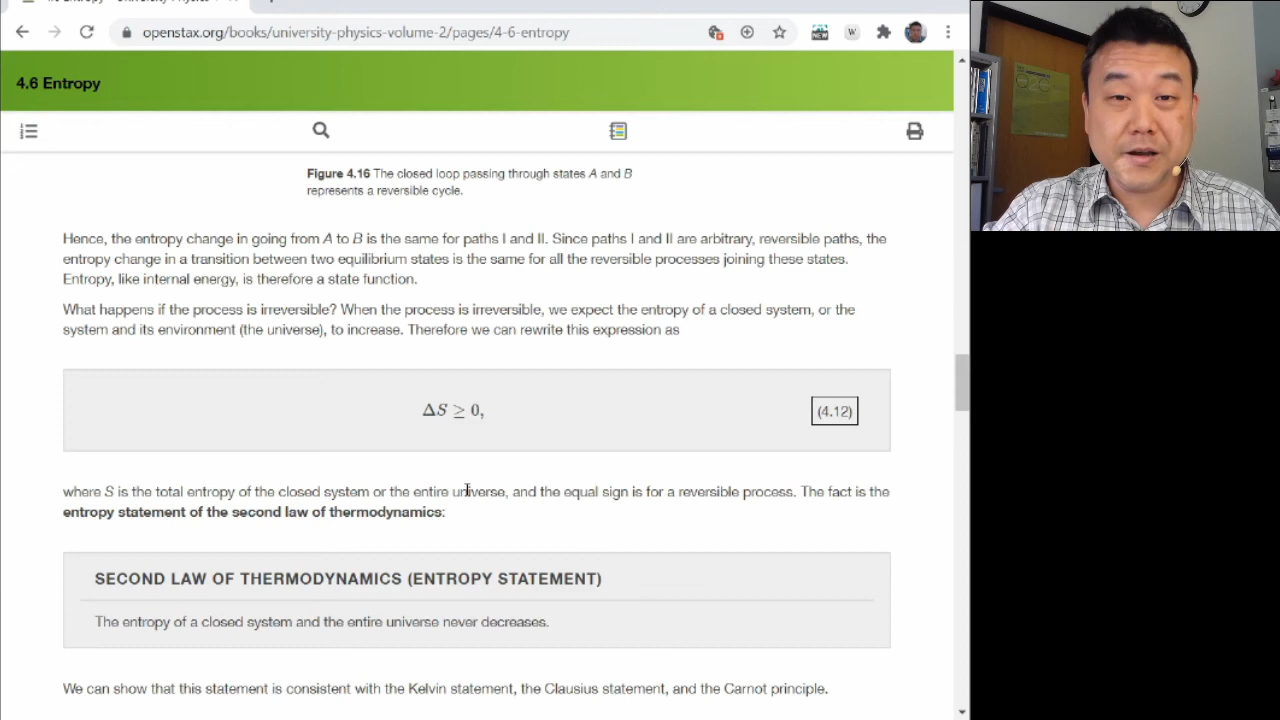 openstax.org/books/university-physics-volume-2/pages/4-6-entropy
NEW
W
4.6 Entropy
Figure 4.16 The closed loop passing through states A and B
represents a reversible cycle.
Hence, the entropy change in going from A to B is the same for paths I and II. Since paths I and II are arbitrary, reversible paths, the
entropy change in a transition between two equilibrium states is the same for all the reversible processes joining these states.
Entropy, like internal energy, is therefore a state function.
What happens if the process is irreversible? When the process is irreversible, we expect the entropy of a closed system, or the
system and its environment (the universe), to increase. Therefore we can rewrite this expression as
ΔS ≥ 0,
(4.12)
where S is the total entropy of the closed system or the entire universe, and the equal sign is for a reversible process. The fact is the
entropy statement of the second law of thermodynamics:
SECOND LAW OF THERMODYNAMICS (ENTROPY STATEMENT)
The entropy of a closed system and the entire universe never decreases.
We can show that this statement is consistent with the Kelvin statement, the Clausius statement, and the Carnot principle.